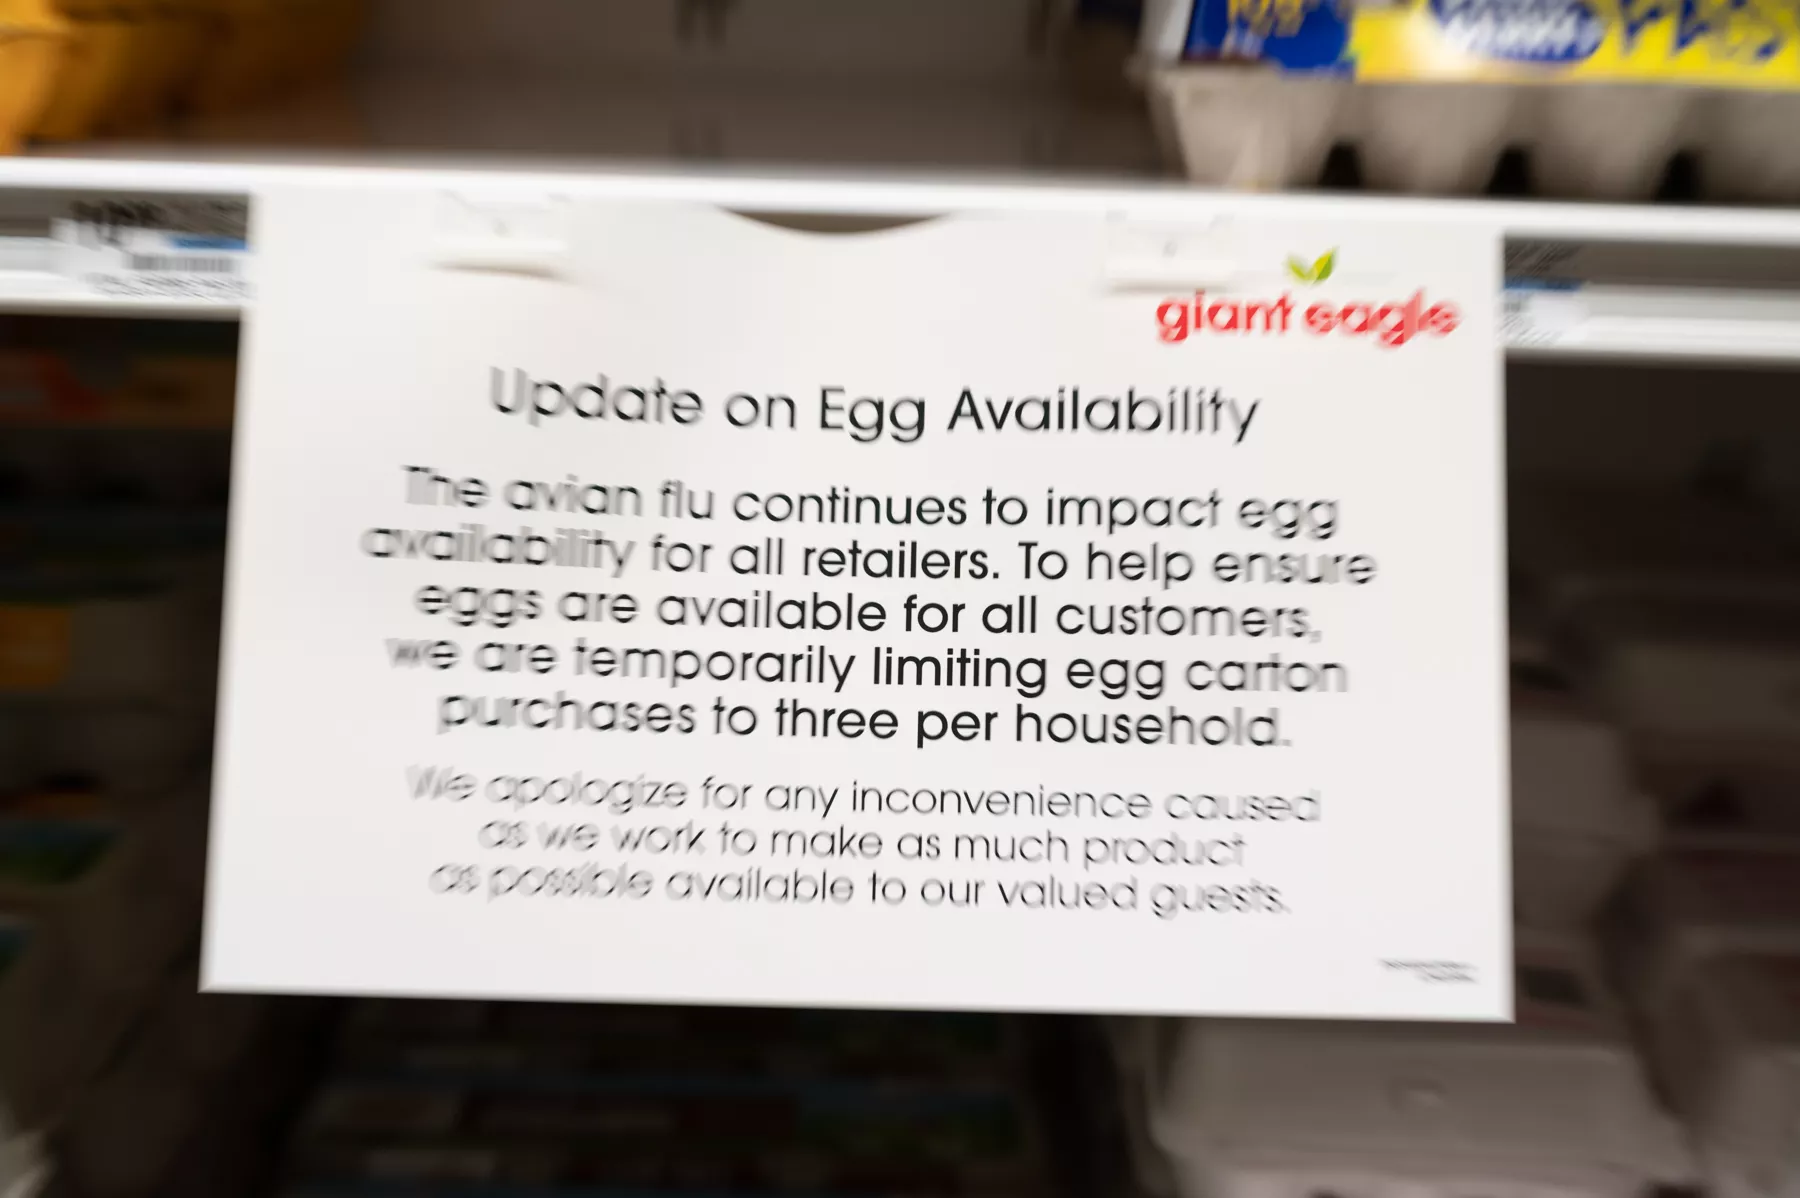 giant eagle
Update on Egg Availability
The avian flu continues to impact egg
availability for all retailers. To help ensure
eggs are available for all customers,
we are temporarily limiting egg carton
purchases to three per household.
We apologize for any inconvenience caused
as we work to make as much product
as possible available to our valued guests.